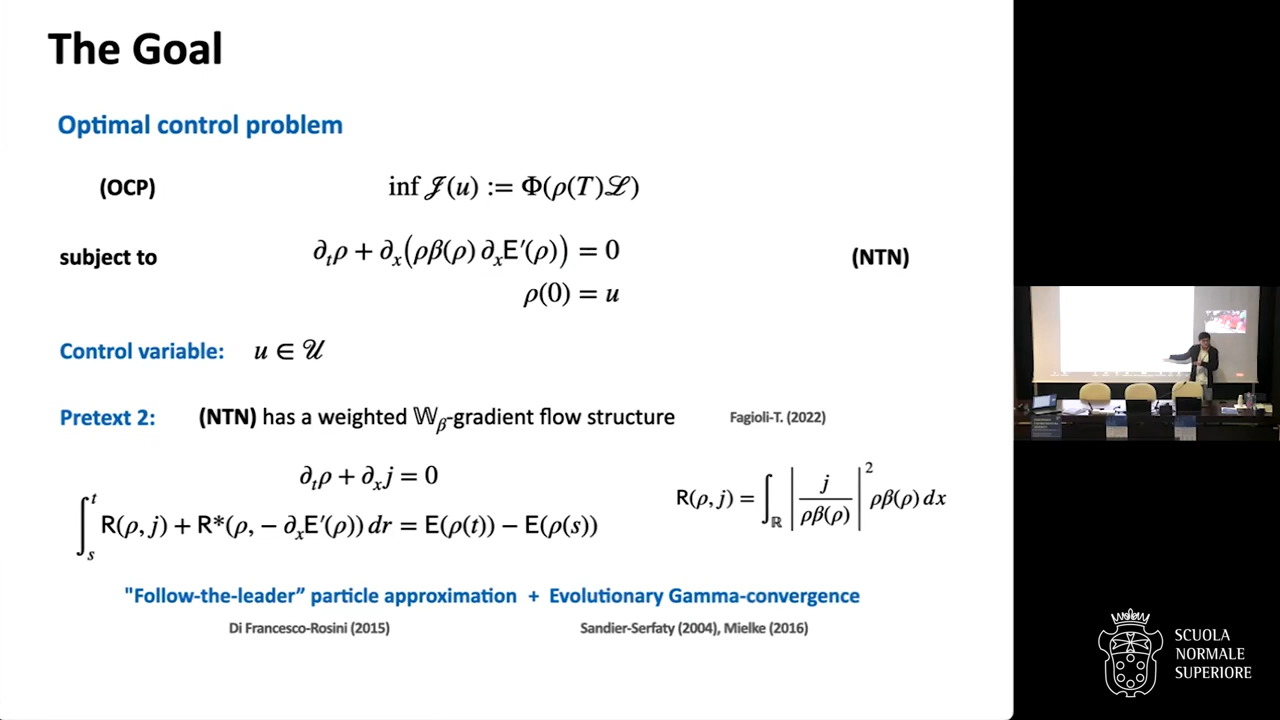 The Goal
Optimal control problem
(OCP) inf 𝒥(u) := Φ(ρ(T)ℒ)
subject to ∂ₜρ + ∂ₓ(ρβ(ρ) ∂ₓE′(ρ)) = 0 (NTN)
ρ(0) = u
Control variable: u ∈ 𝒰
Pretext 2: (NTN) has a weighted 𝕎_β-gradient flow structure Fagioli-T. (2022)
∂ₜρ + ∂ₓj = 0
∫ₛᵗ R(ρ, j) + R*(ρ, − ∂ₓE′(ρ)) dr = E(ρ(t)) − E(ρ(s))
R(ρ, j) = ∫_ℝ | j / ρβ(ρ) |² ρβ(ρ) dx
"Follow-the-leader” particle approximation + Evolutionary Gamma-convergence
Di Francesco-Rosini (2015) Sandier-Serfaty (2004), Mielke (2016)
SCUOLA
NORMALE
SUPERIORE